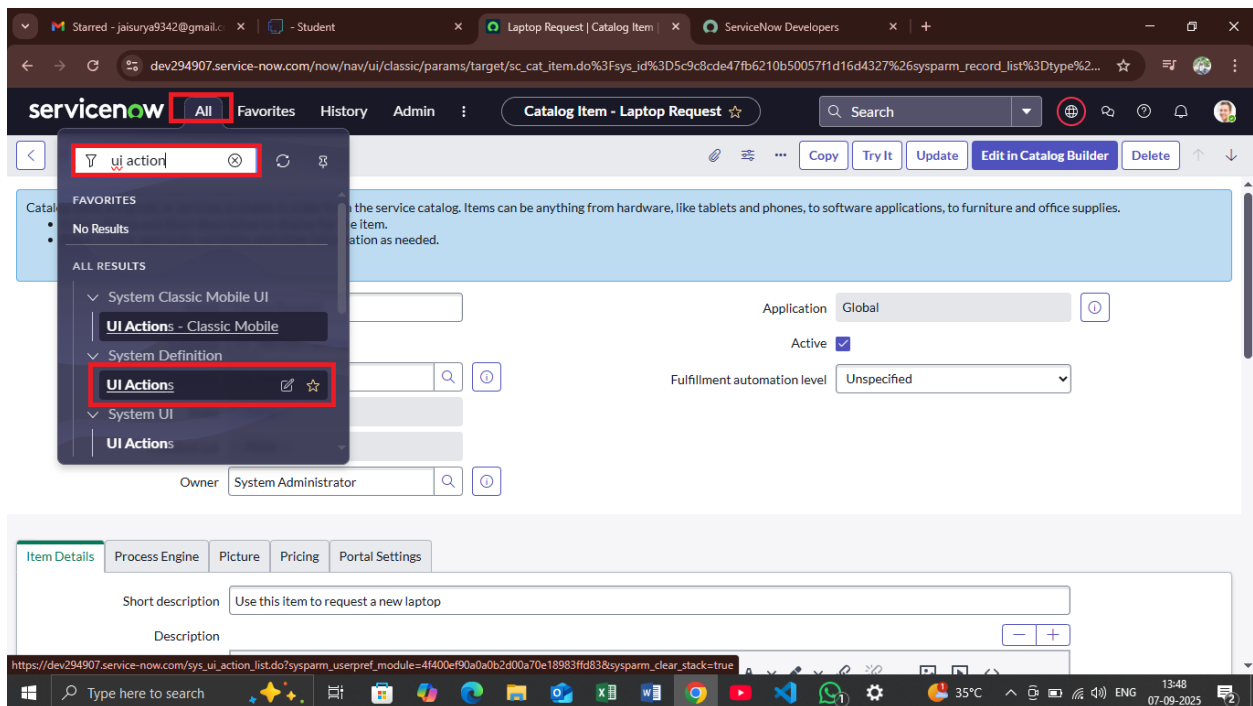 Starred - jaisurya9342@gmail.c
- Student
Laptop Request | Catalog Item |
ServiceNow Developers
dev294907.service-now.com/now/nav/ui/classic/params/target/sc_cat_item.do%3Fsys_id%3D5c9c8cde47fb6210b50057f1d16d4327%26sysparm_record_list%3Dtype%2...
servicenow All Favorites History Admin Catalog Item - Laptop Request Search
ui action
Copy Try It Update Edit in Catalog Builder Delete
FAVORITES
No Results
ALL RESULTS
System Classic Mobile UI
UI Actions - Classic Mobile
System Definition
UI Actions
System UI
UI Actions
Catal the service catalog. Items can be anything from hardware, like tablets and phones, to software applications, to furniture and office supplies.
e item.
ation as needed.
Application Global
Active
Fulfillment automation level Unspecified
Owner System Administrator
Item Details Process Engine Picture Pricing Portal Settings
Short description Use this item to request a new laptop
Description
https://dev294907.service-now.com/sys_ui_action_list.do?sysparm_userpref_module=4f400ef90a0a0b2d00a70e18983ffd83&sysparm_clear_stack=true
Type here to search 35°C ENG 13:48
07-09-2025